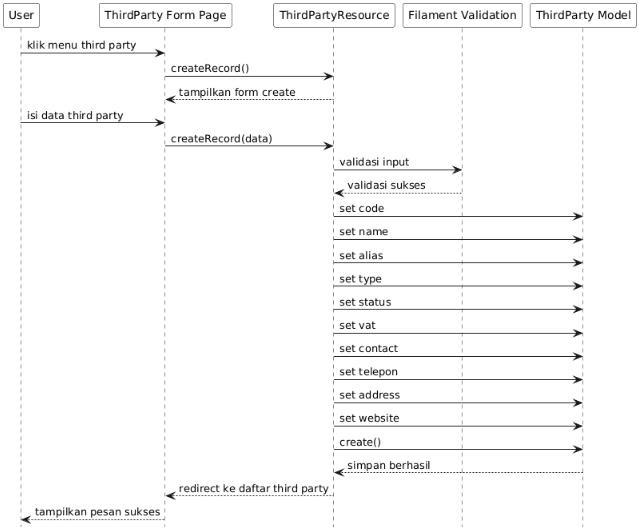 User
ThirdParty Form Page
ThirdPartyResource
Filament Validation
ThirdParty Model
klik menu third party
createRecord()
tampilkan form create
isi data third party
createRecord(data)
validasi input
validasi sukses
set code
set name
set alias
set type
set status
set vat
set contact
set telepon
set address
set website
create()
simpan berhasil
redirect ke daftar third party
tampilkan pesan sukses